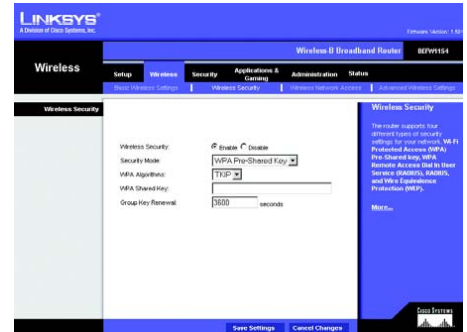 LINKSYS®
A Division of Cisco Systems, Inc.
Wireless-B Broadband Router
BEFW11S4
Wireless
Setup
Wireless
Security
Applications & Gaming
Administration
Status
Basic Wireless Settings
Wireless Security
Wireless Network Access
Advanced Wireless Settings
Wireless Security
Wireless Security:
Enable
Disable
Security Mode:
WPA Pre-Shared Key
WPA Algorithms:
TKIP
WPA Shared Key:
Group Key Renewal:
3600
seconds
Wireless Security
The router supports four
different types of security
settings for your network. Wi-Fi
Protected Access (WPA)
Pre-Shared key, WPA
Remote Access Dial In User
Service (RADIUS), RADIUS,
and Wire Equivalence
Protection (WEP).
More...
Save Settings
Cancel Changes
Cisco Systems